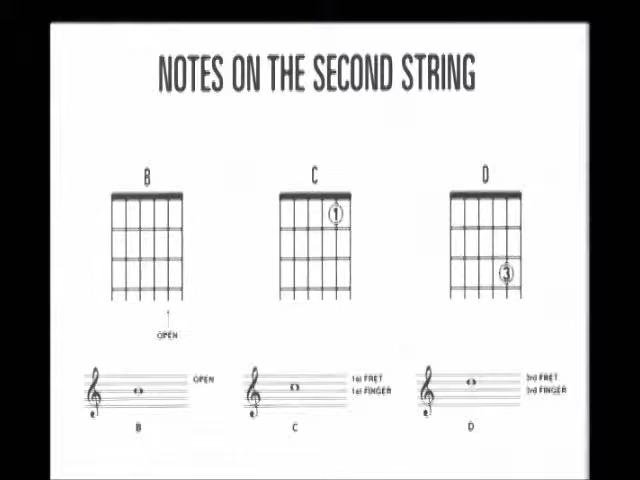 NOTES ON THE SECOND STRING
B C D
1
3
OPEN
OPEN
1st FRET
1st FINGER
3rd FRET
3rd FINGER
B C D